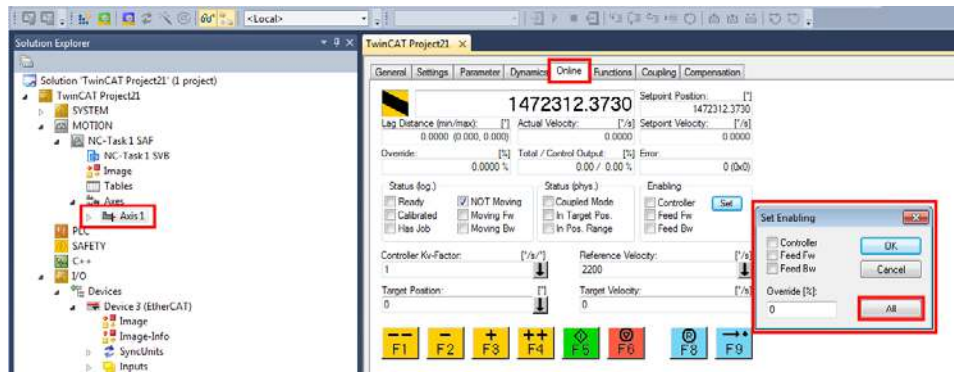 <Local>
Solution Explorer
Solution 'TwinCAT Project21' (1 project)
TwinCAT Project21
SYSTEM
MOTION
NC-Task 1 SAF
NC-Task 1 SVB
Image
Tables
Axes
Axis 1
PLC
SAFETY
C++
I/O
Devices
Device 3 (EtherCAT)
Image
Image-Info
SyncUnits
Inputs
TwinCAT Project21
General Settings Parameter Dynamics Online Functions Coupling Compensation
1472312.3730
Setpoint Position: [°]
1472312.3730
Lag Distance (min/max): [°] Actual Velocity: [°/s] Setpoint Velocity: [°/s]
0.0000 (0.000, 0.000) 0.0000 0.0000
Override: [%] Total / Control Output: [%] Error:
0.0000 % 0.00 / 0.00 % 0 (0x0)
Status (log.) Status (phys.) Enabling
Ready NOT Moving Coupled Mode Controller Set
Calibrated Moving Fw In Target Pos. Feed Fw
Has Job Moving Bw In Pos. Range Feed Bw
Controller Kv-Factor: [°/s/°] Reference Velocity: [°/s]
1 2200
Target Position: [°] Target Velocity: [°/s]
0 0
F1 F2 F3 F4 F5 F6 F8 F9
Set Enabling
Controller OK
Feed Fw
Feed Bw Cancel
Override [%]:
0 All